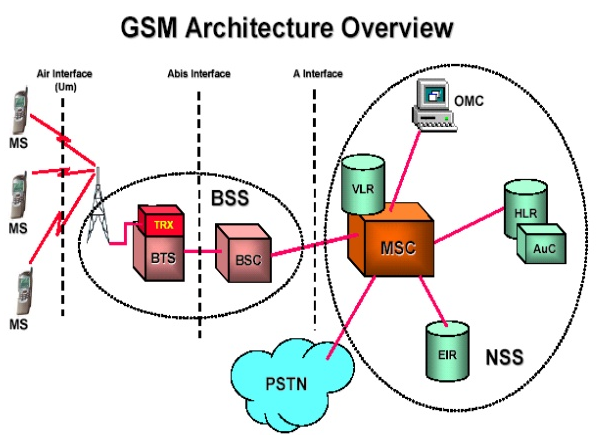 GSM Architecture Overview
Air Interface
(Um)
Abis Interface
A Interface
MS
MS
MS
TRX
BTS
BSS
BSC
VLR
MSC
OMC
HLR
AuC
EIR
NSS
PSTN